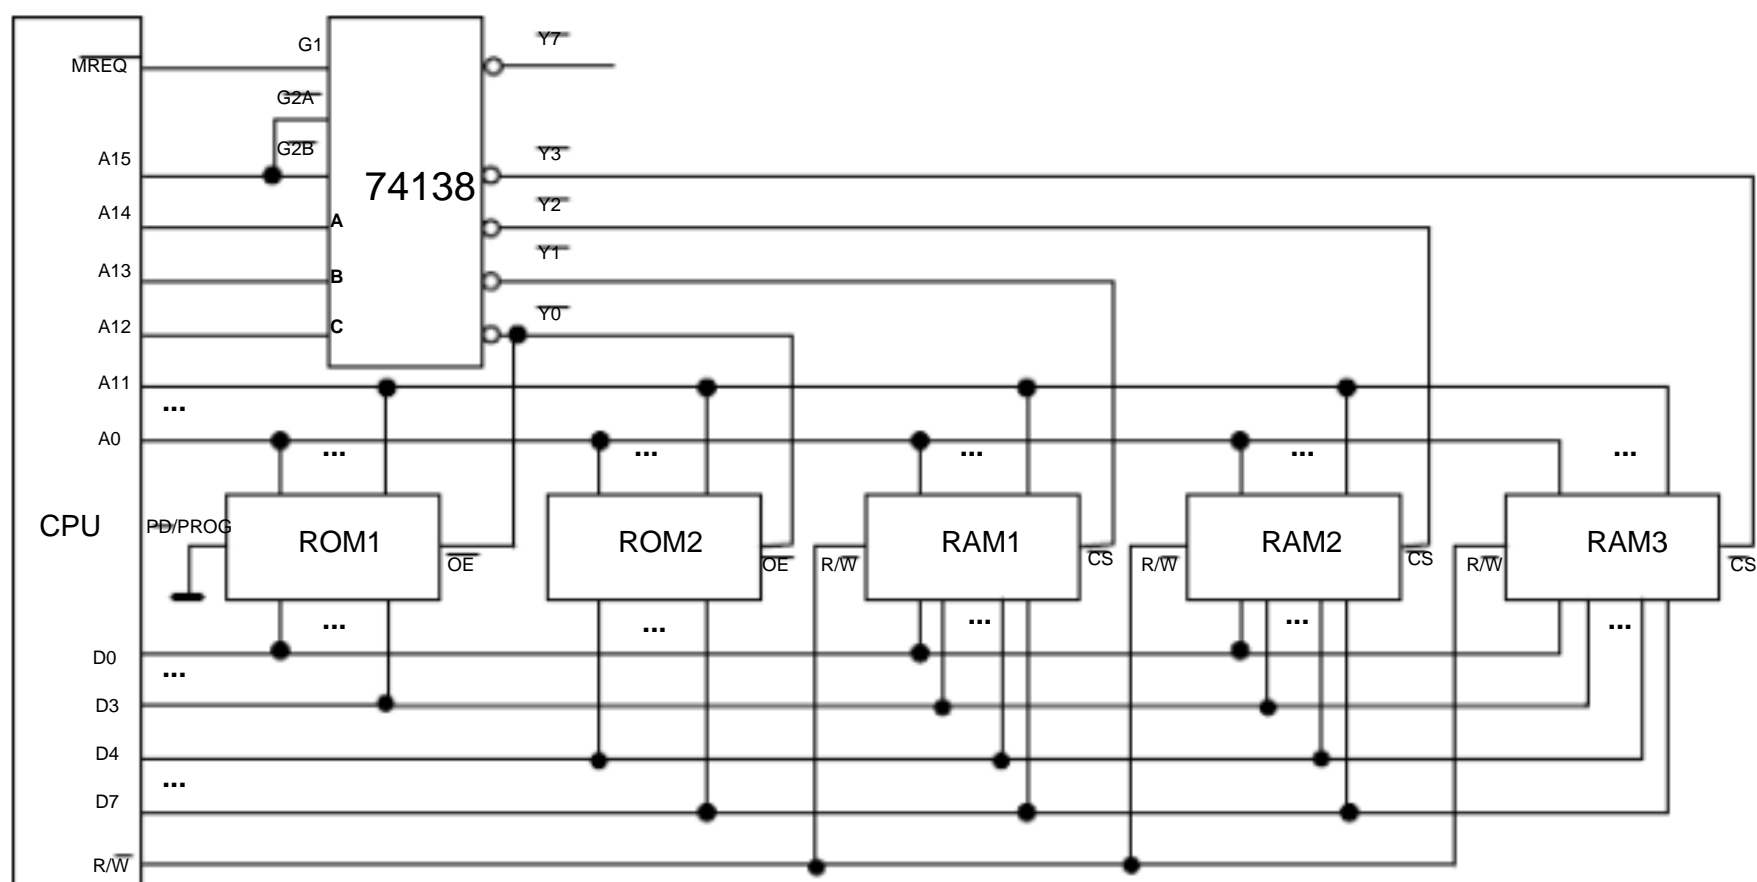 G1
Y7
MREQ
G2A
G2B
Y3
A15
74138
Y2
A14
A
Y1
A13
B
Y0
A12
C
A11
...
A0
... ... ... ... ...
CPU
PD/PROG
ROM1
OE
ROM2
OE
R/W
RAM1
CS
R/W
RAM2
CS
R/W
RAM3
CS
... ... ... ... ...
D0
...
D3
D4
...
D7
R/W